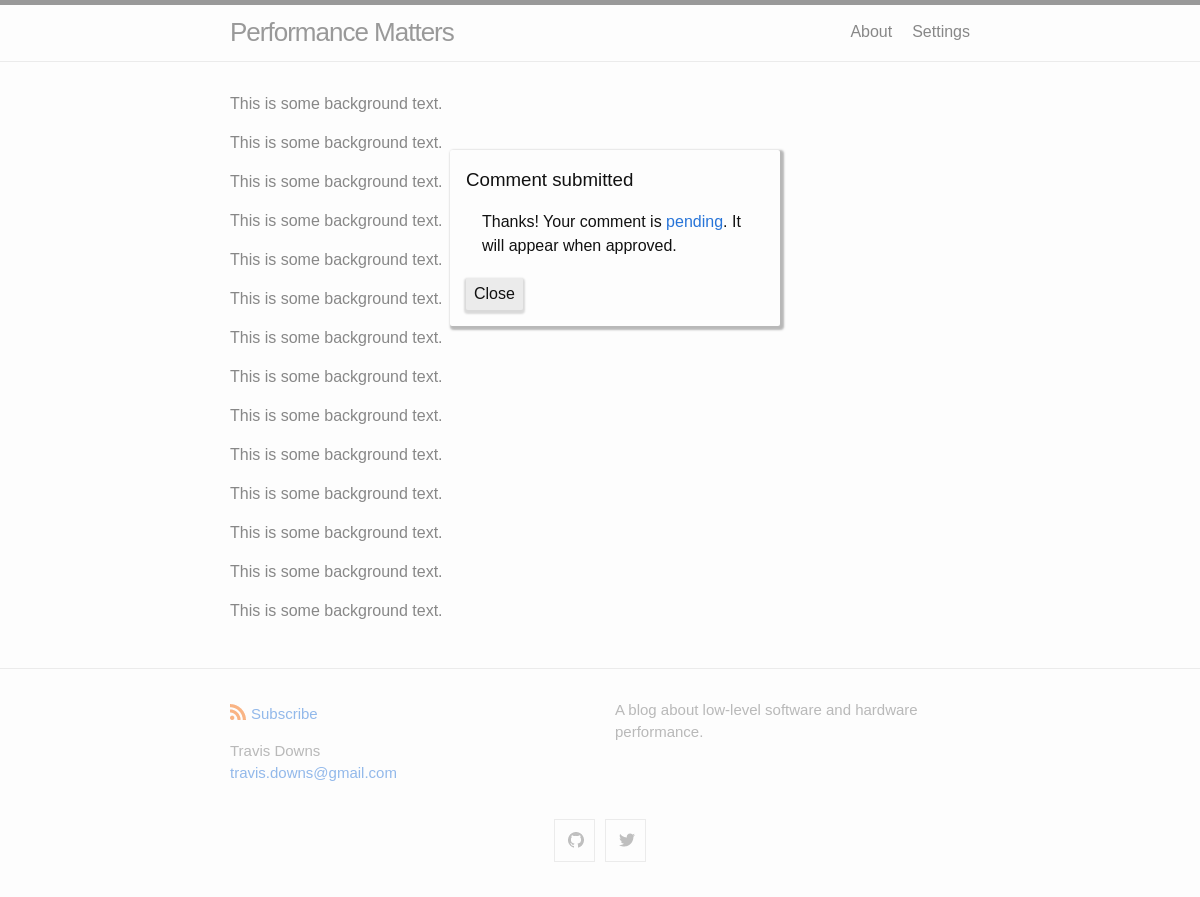 Performance Matters
About
Settings
This is some background text.
This is some background text.
This is some background text.
This is some background text.
This is some background text.
This is some background text.
This is some background text.
This is some background text.
This is some background text.
This is some background text.
This is some background text.
This is some background text.
This is some background text.
This is some background text.
Comment submitted
Thanks! Your comment is pending. It
will appear when approved.
Close
Subscribe
Travis Downs
travis.downs@gmail.com
A blog about low-level software and hardware
performance.